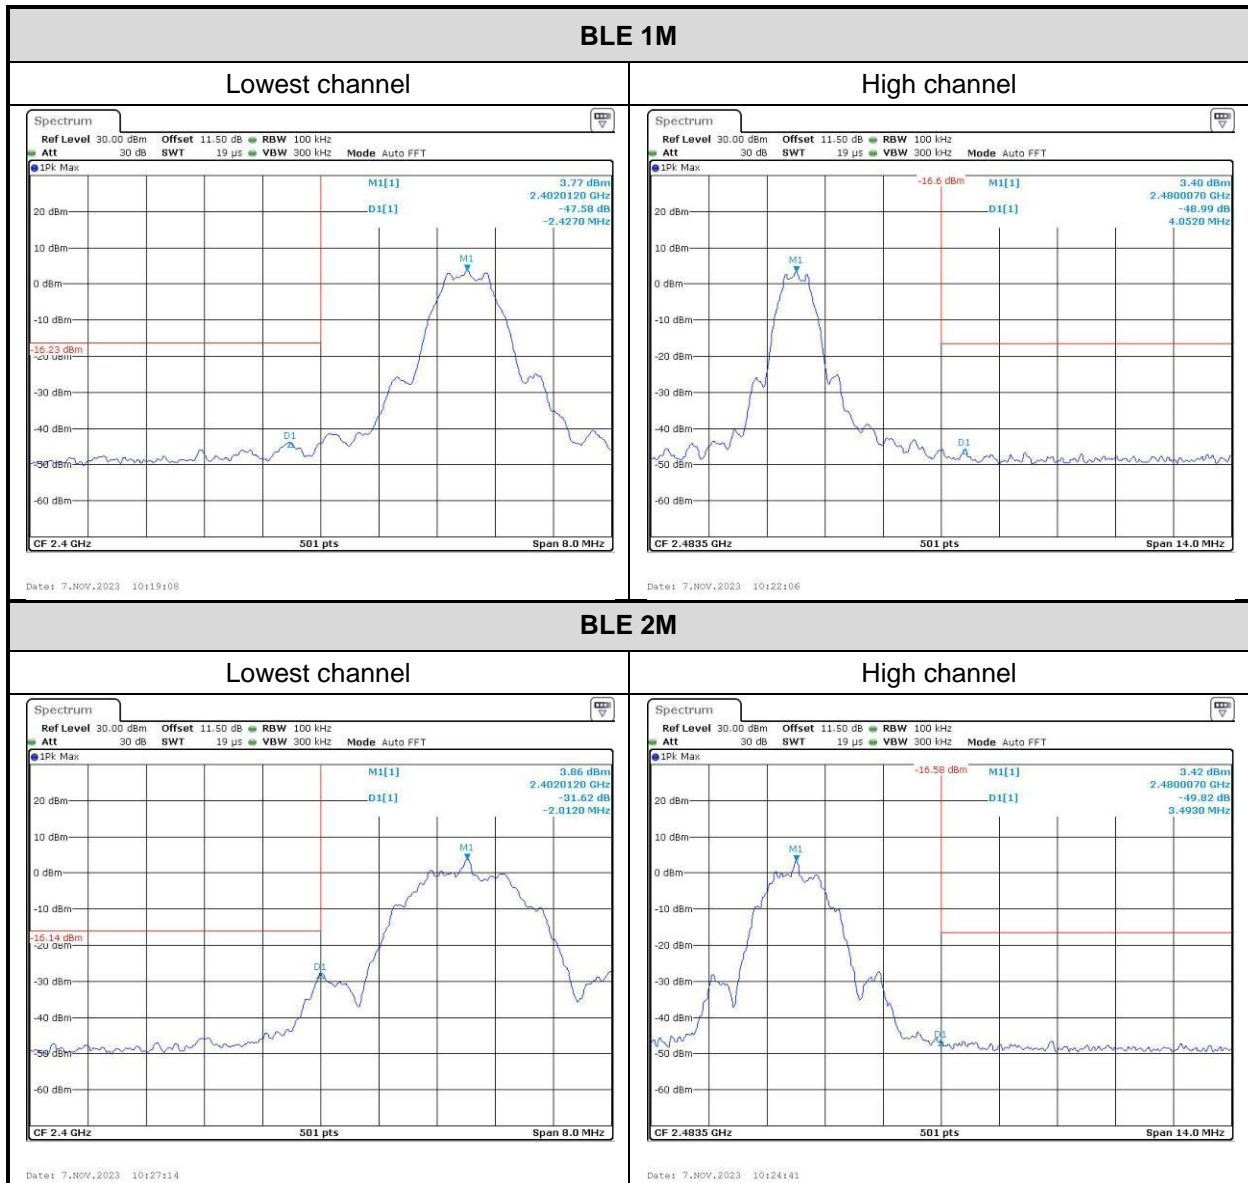 BLE 1M
Lowest channel
High channel
Spectrum
Ref Level 30.00 dBm Offset 11.50 dB RBW 100 kHz
Att 30 dB SWT 19 µs VBW 300 kHz Mode Auto FFT
1Pk Max
M1[1] 3.77 dBm
2.4020120 GHz
D1[1] -47.58 dB
-2.4270 MHz
20 dBm
10 dBm
M1
0 dBm
-10 dBm
-16.23 dBm
-20 dBm
-30 dBm
-40 dBm
D1
-50 dBm
-60 dBm
CF 2.4 GHz 501 pts Span 8.0 MHz
Date: 7.NOV.2023 10:19:08
Spectrum
Ref Level 30.00 dBm Offset 11.50 dB RBW 100 kHz
Att 30 dB SWT 19 µs VBW 300 kHz Mode Auto FFT
1Pk Max
-16.6 dBm M1[1] 3.40 dBm
2.4800070 GHz
D1[1] -48.99 dB
4.0520 MHz
20 dBm
10 dBm
M1
0 dBm
-10 dBm
-20 dBm
-30 dBm
-40 dBm
D1
-50 dBm
-60 dBm
CF 2.4835 GHz 501 pts Span 14.0 MHz
Date: 7.NOV.2023 10:22:06
BLE 2M
Lowest channel
High channel
Spectrum
Ref Level 30.00 dBm Offset 11.50 dB RBW 100 kHz
Att 30 dB SWT 19 µs VBW 300 kHz Mode Auto FFT
1Pk Max
M1[1] 3.86 dBm
2.4020120 GHz
D1[1] -31.62 dB
-2.0120 MHz
20 dBm
10 dBm
M1
0 dBm
-10 dBm
-16.14 dBm
-20 dBm
D1
-30 dBm
-40 dBm
-50 dBm
-60 dBm
CF 2.4 GHz 501 pts Span 8.0 MHz
Date: 7.NOV.2023 10:27:14
Spectrum
Ref Level 30.00 dBm Offset 11.50 dB RBW 100 kHz
Att 30 dB SWT 19 µs VBW 300 kHz Mode Auto FFT
1Pk Max
-16.58 dBm M1[1] 3.42 dBm
2.4800070 GHz
D1[1] -49.82 dB
3.4930 MHz
20 dBm
10 dBm
M1
0 dBm
-10 dBm
-20 dBm
-30 dBm
-40 dBm
D1
-50 dBm
-60 dBm
CF 2.4835 GHz 501 pts Span 14.0 MHz
Date: 7.NOV.2023 10:24:41